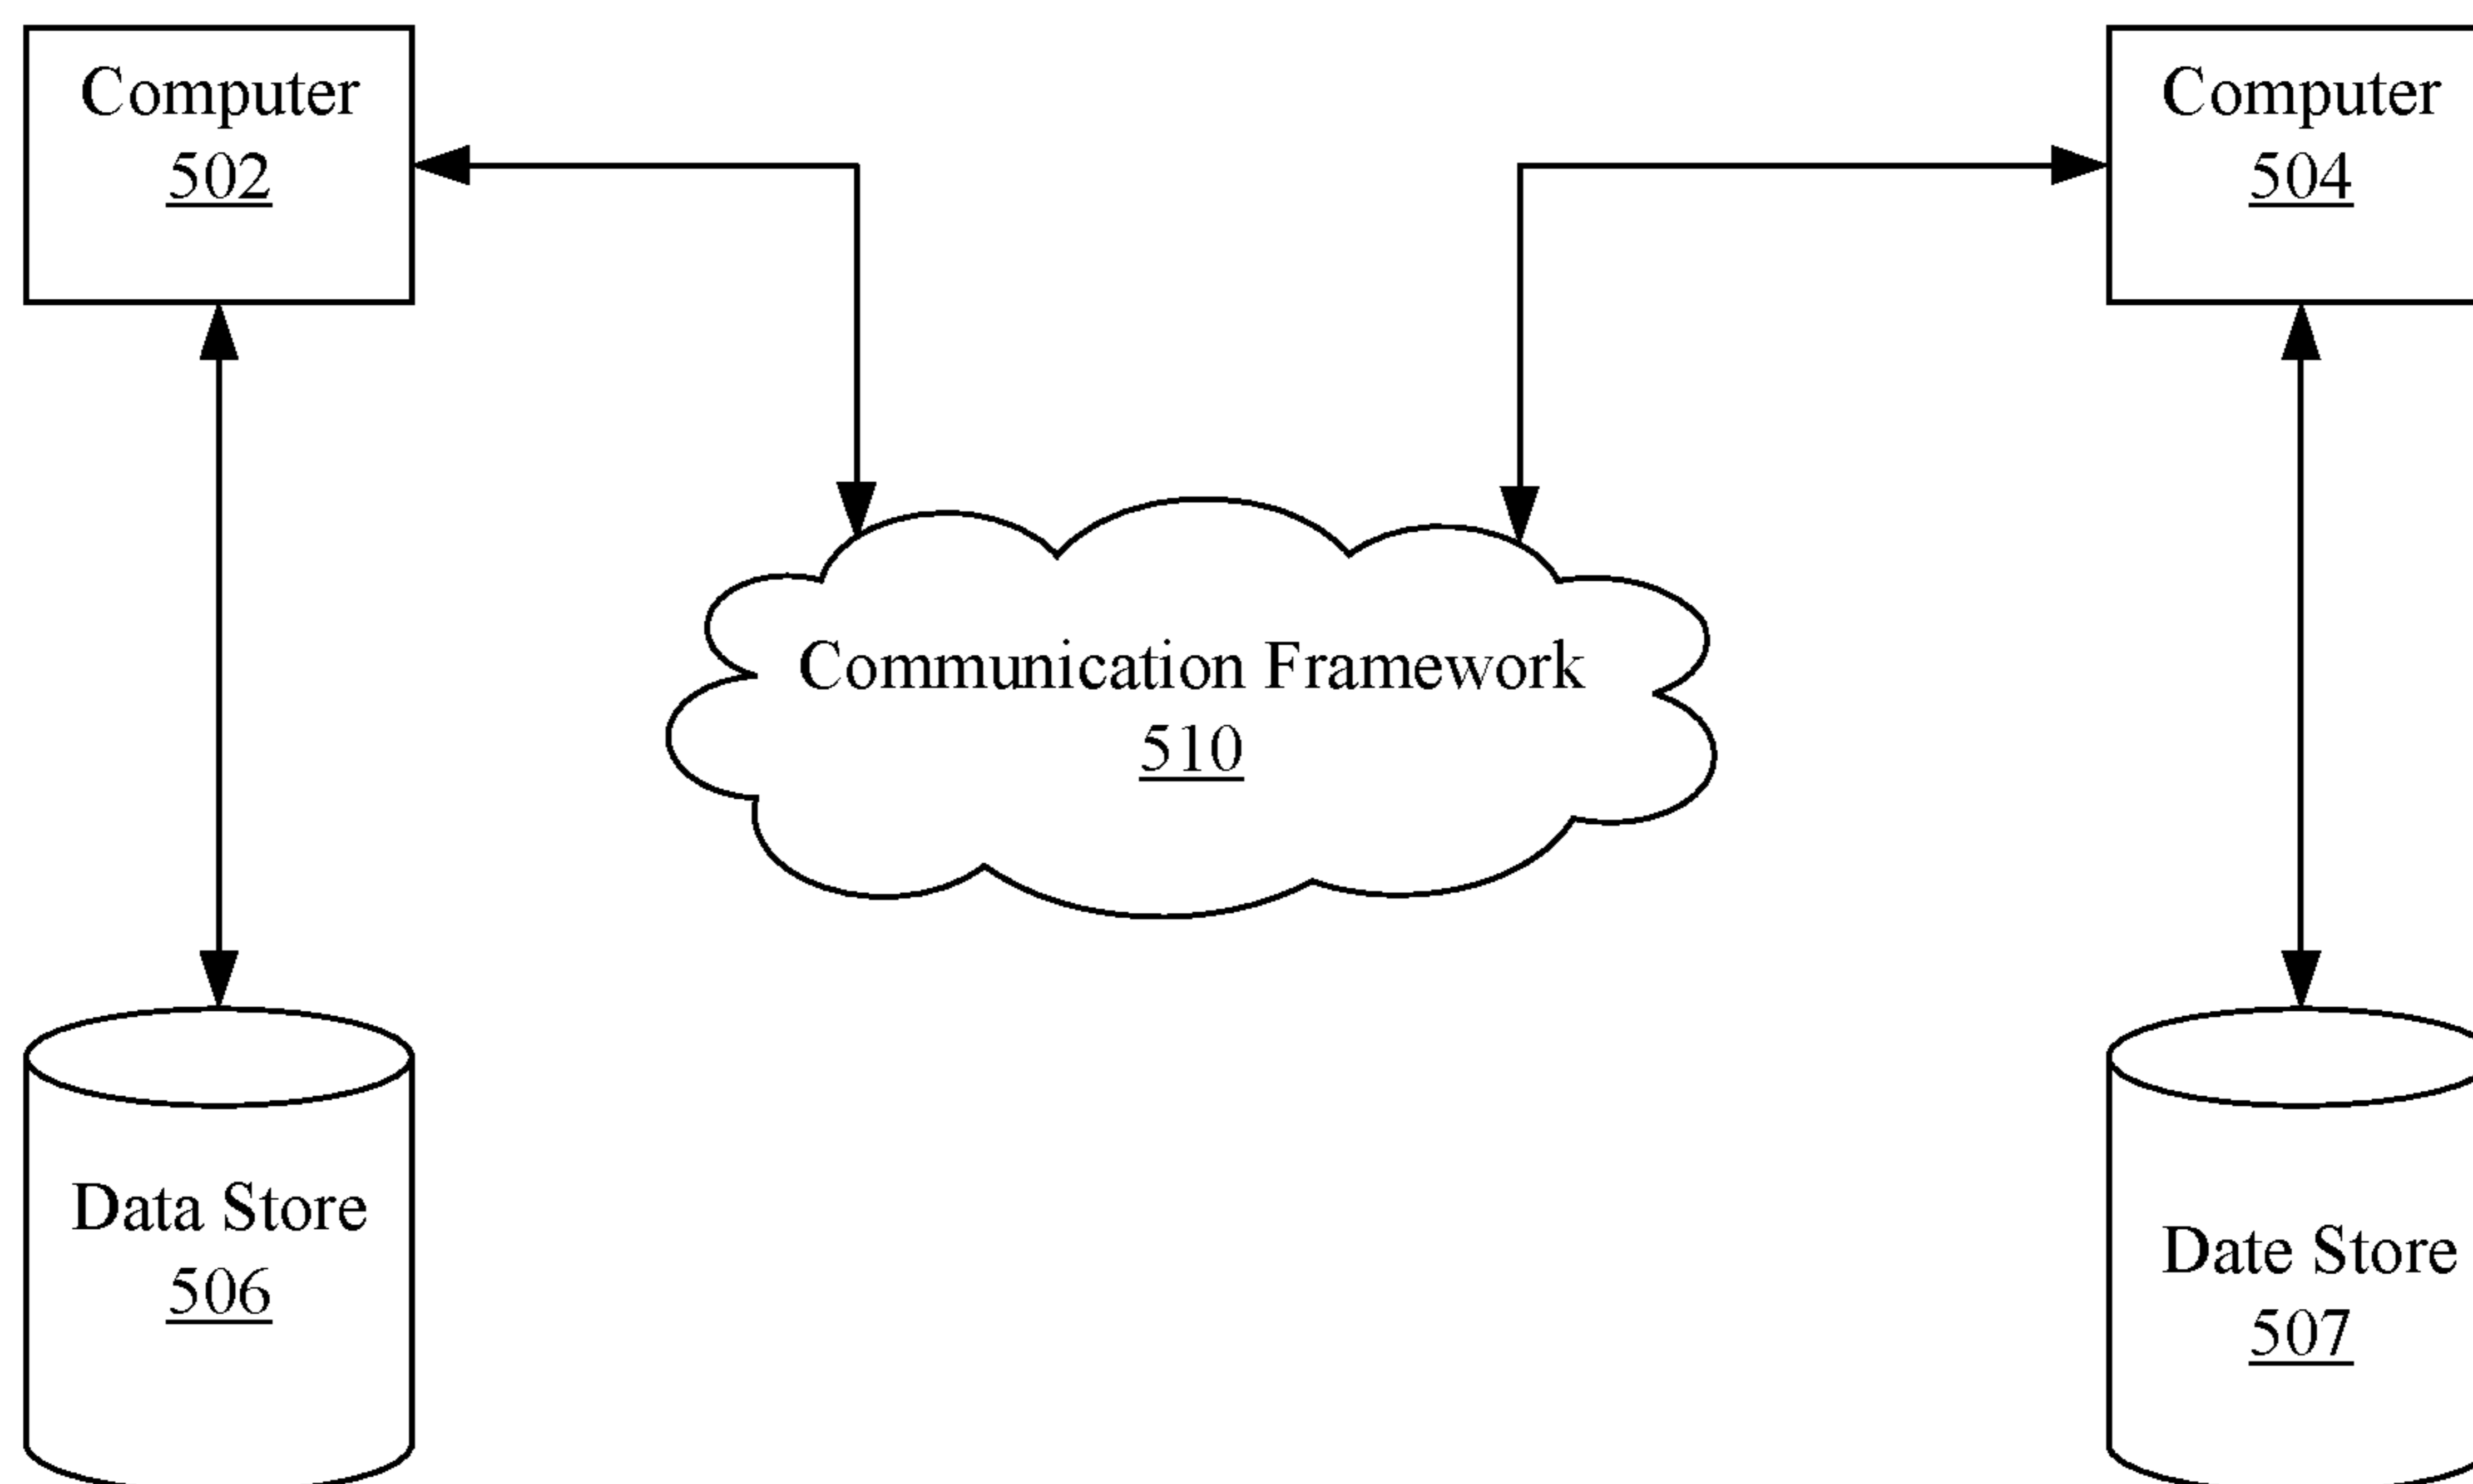 Computer
502
Computer
504
Communication Framework
510
Data Store
506
Date Store
507